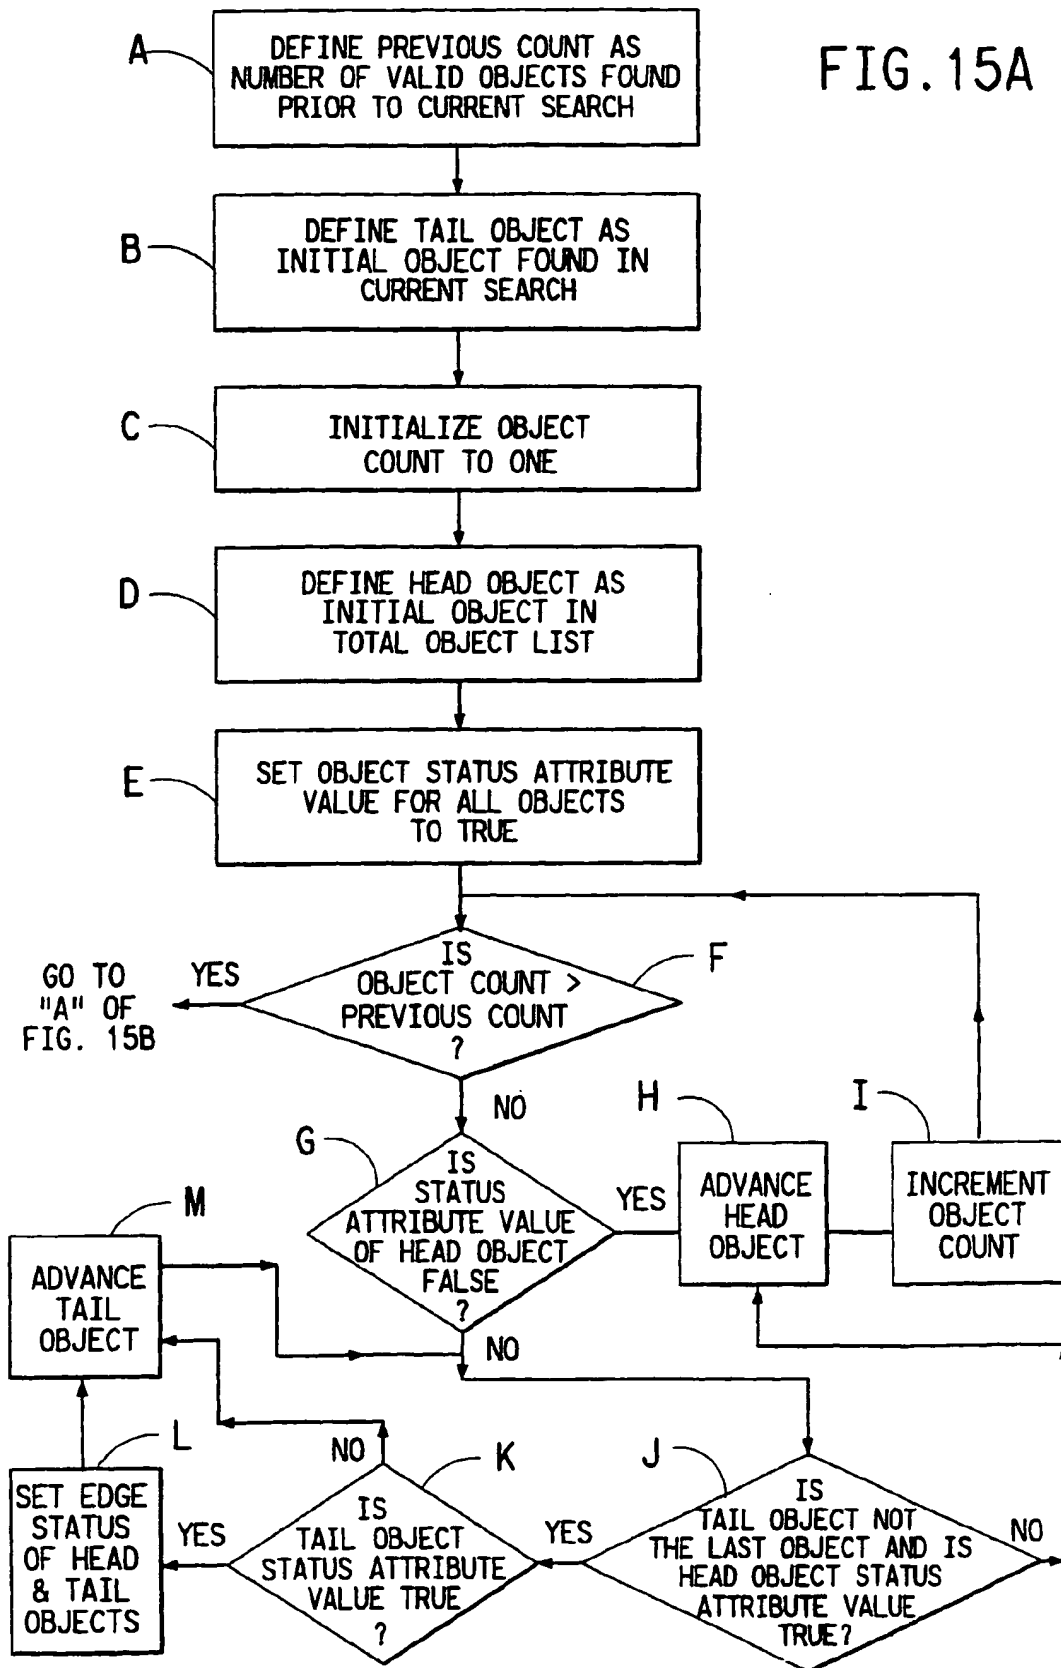 FIG. 15A
A
DEFINE PREVIOUS COUNT AS
NUMBER OF VALID OBJECTS FOUND
PRIOR TO CURRENT SEARCH
B
DEFINE TAIL OBJECT AS
INITIAL OBJECT FOUND IN
CURRENT SEARCH
C
INITIALIZE OBJECT
COUNT TO ONE
D
DEFINE HEAD OBJECT AS
INITIAL OBJECT IN
TOTAL OBJECT LIST
E
SET OBJECT STATUS ATTRIBUTE
VALUE FOR ALL OBJECTS
TO TRUE
F
IS
OBJECT COUNT >
PREVIOUS COUNT
?
YES
GO TO
"A" OF
FIG. 15B
NO
G
IS
STATUS
ATTRIBUTE VALUE
OF HEAD OBJECT
FALSE
?
YES
H
ADVANCE
HEAD
OBJECT
I
INCREMENT
OBJECT
COUNT
NO
M
ADVANCE
TAIL
OBJECT
J
IS
TAIL OBJECT NOT
THE LAST OBJECT AND IS
HEAD OBJECT STATUS
ATTRIBUTE VALUE
TRUE?
NO
YES
K
IS
TAIL OBJECT
STATUS ATTRIBUTE
VALUE TRUE
?
NO
YES
L
SET EDGE
STATUS
OF HEAD
& TAIL
OBJECTS